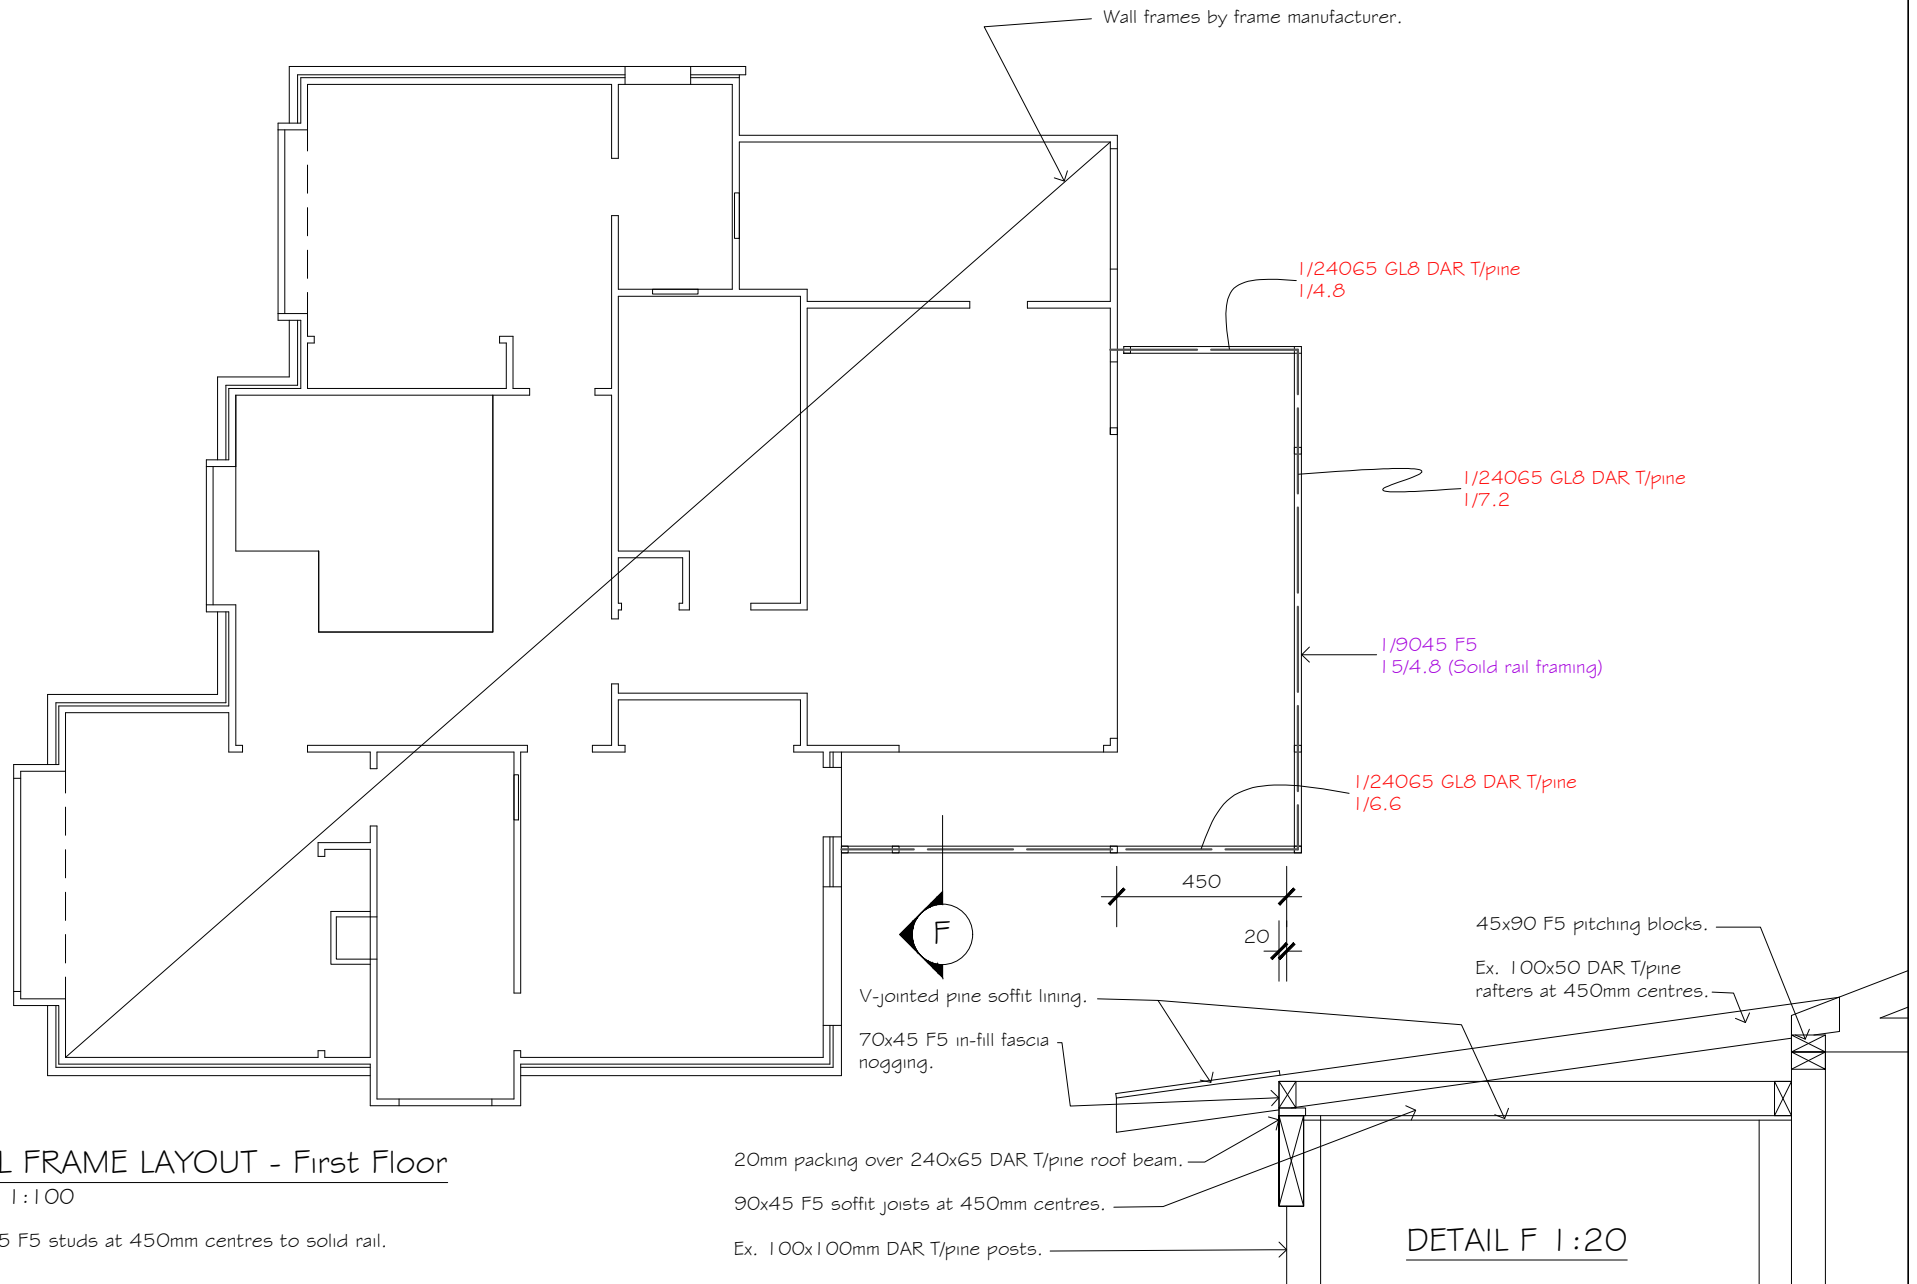 Wall frames by frame manufacturer.
1/24065 GL8 DAR T/pine
1/4.8
1/24065 GL8 DAR T/pine
1/7.2
1/9045 F5
15/4.8 (Soild rail framing)
1/24065 GL8 DAR T/pine
1/6.6
450
20
F
45x90 F5 pitching blocks.
Ex. 100x50 DAR T/pine
rafters at 450mm centres.
V-jointed pine soffit lining.
70x45 F5 in-fill fascia
nogging.
L FRAME LAYOUT - First Floor
1:100
5 F5 studs at 450mm centres to solid rail.
20mm packing over 240x65 DAR T/pine roof beam.
90x45 F5 soffit joists at 450mm centres.
Ex. 100x100mm DAR T/pine posts.
DETAIL F 1:20